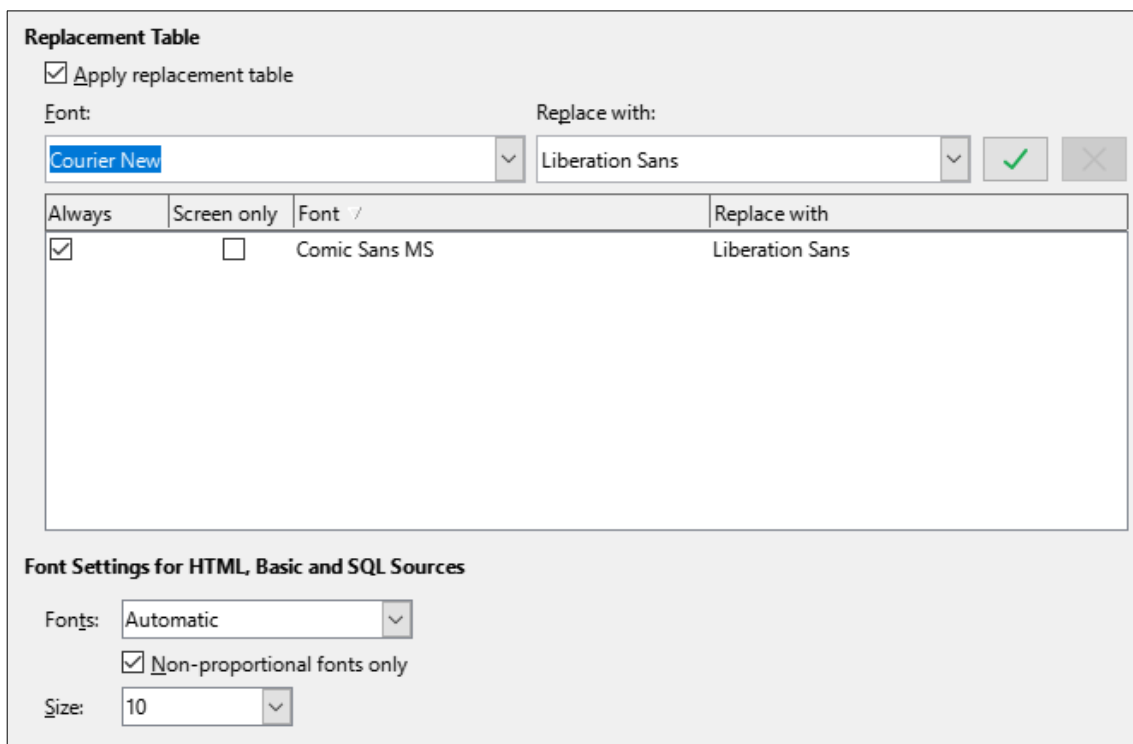 Replacement Table
Apply replacement table
Font: Replace with:
Courier New Liberation Sans
Always Screen only Font Replace with
Comic Sans MS Liberation Sans
Font Settings for HTML, Basic and SQL Sources
Fonts: Automatic
Non-proportional fonts only
Size: 10